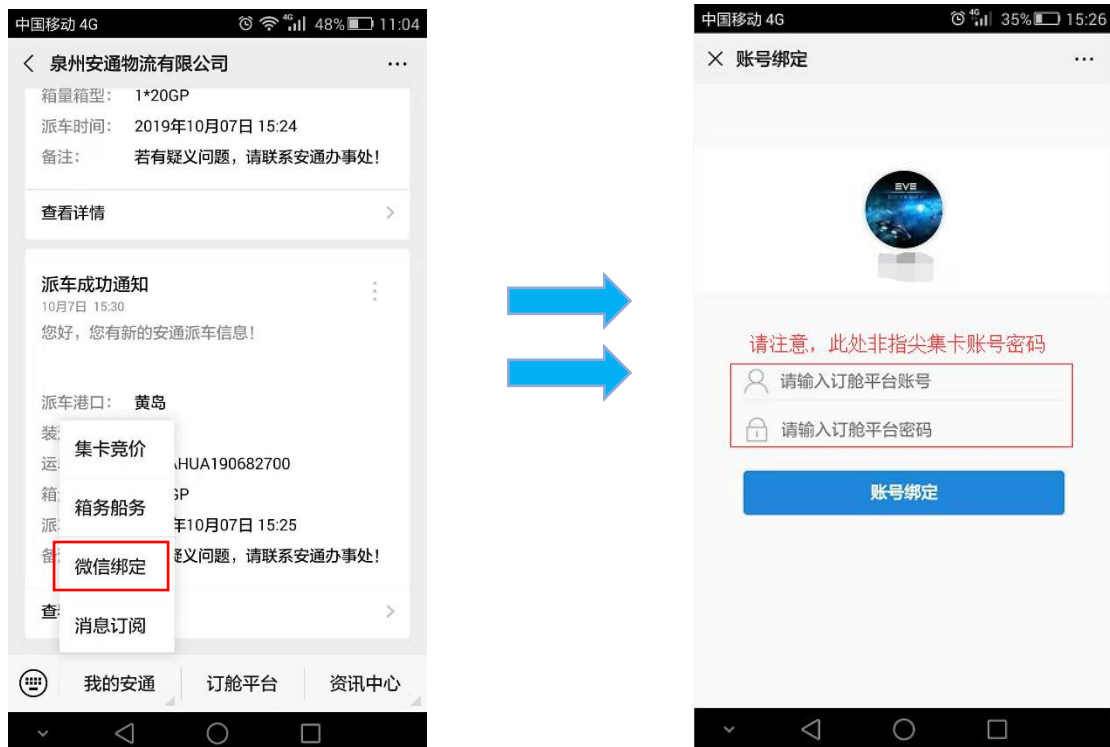 中国移动 4G 4G 48% 11:04
泉州安通物流有限公司
箱量箱型: 1*20GP
派车时间: 2019年10月07日 15:24
备注: 若有疑义问题，请联系安通办事处!
查看详情
派车成功通知
10月7日 15:30
您好，您有新的安通派车信息!
派车港口: 黄岛
装
集卡竞价
运 AHUA190682700
箱 GP
箱务船务
派 年10月07日 15:25
备 疑义问题，请联系安通办事处!
微信绑定
查
消息订阅
我的安通 订舱平台 资讯中心
中国移动 4G 4G 35% 15:26
账号绑定
EVE
请注意，此处非指尖集卡账号密码
请输入订舱平台账号
请输入订舱平台密码
账号绑定